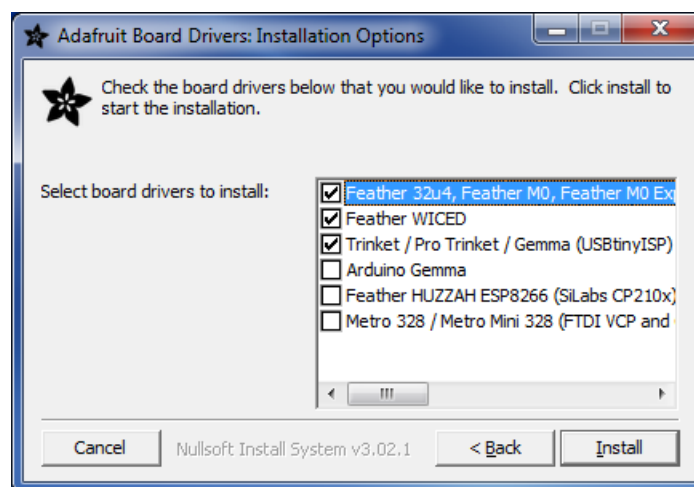 Adafruit Board Drivers: Installation Options
Check the board drivers below that you would like to install. Click install to
start the installation.
Select board drivers to install:
Feather 32u4, Feather M0, Feather M0
Feather WICED
Trinket / Pro Trinket / Gemma (USBtinyISP)
Arduino Gemma
Feather HUZZAH ESP8266 (SiLabs CP210x)
Metro 328 / Metro Mini 328 (FTDI VCP and
Cancel
Nullsoft Install System v3.02.1
< Back
Install